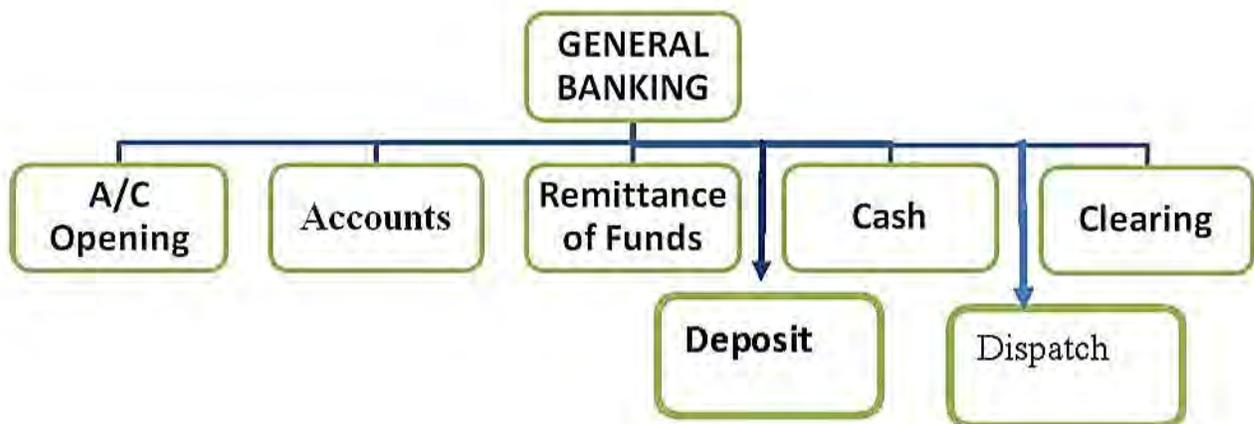 GENERAL
BANKING
A/C
Opening
Accounts
Remittance
of Funds
Cash
Clearing
Deposit
Dispatch